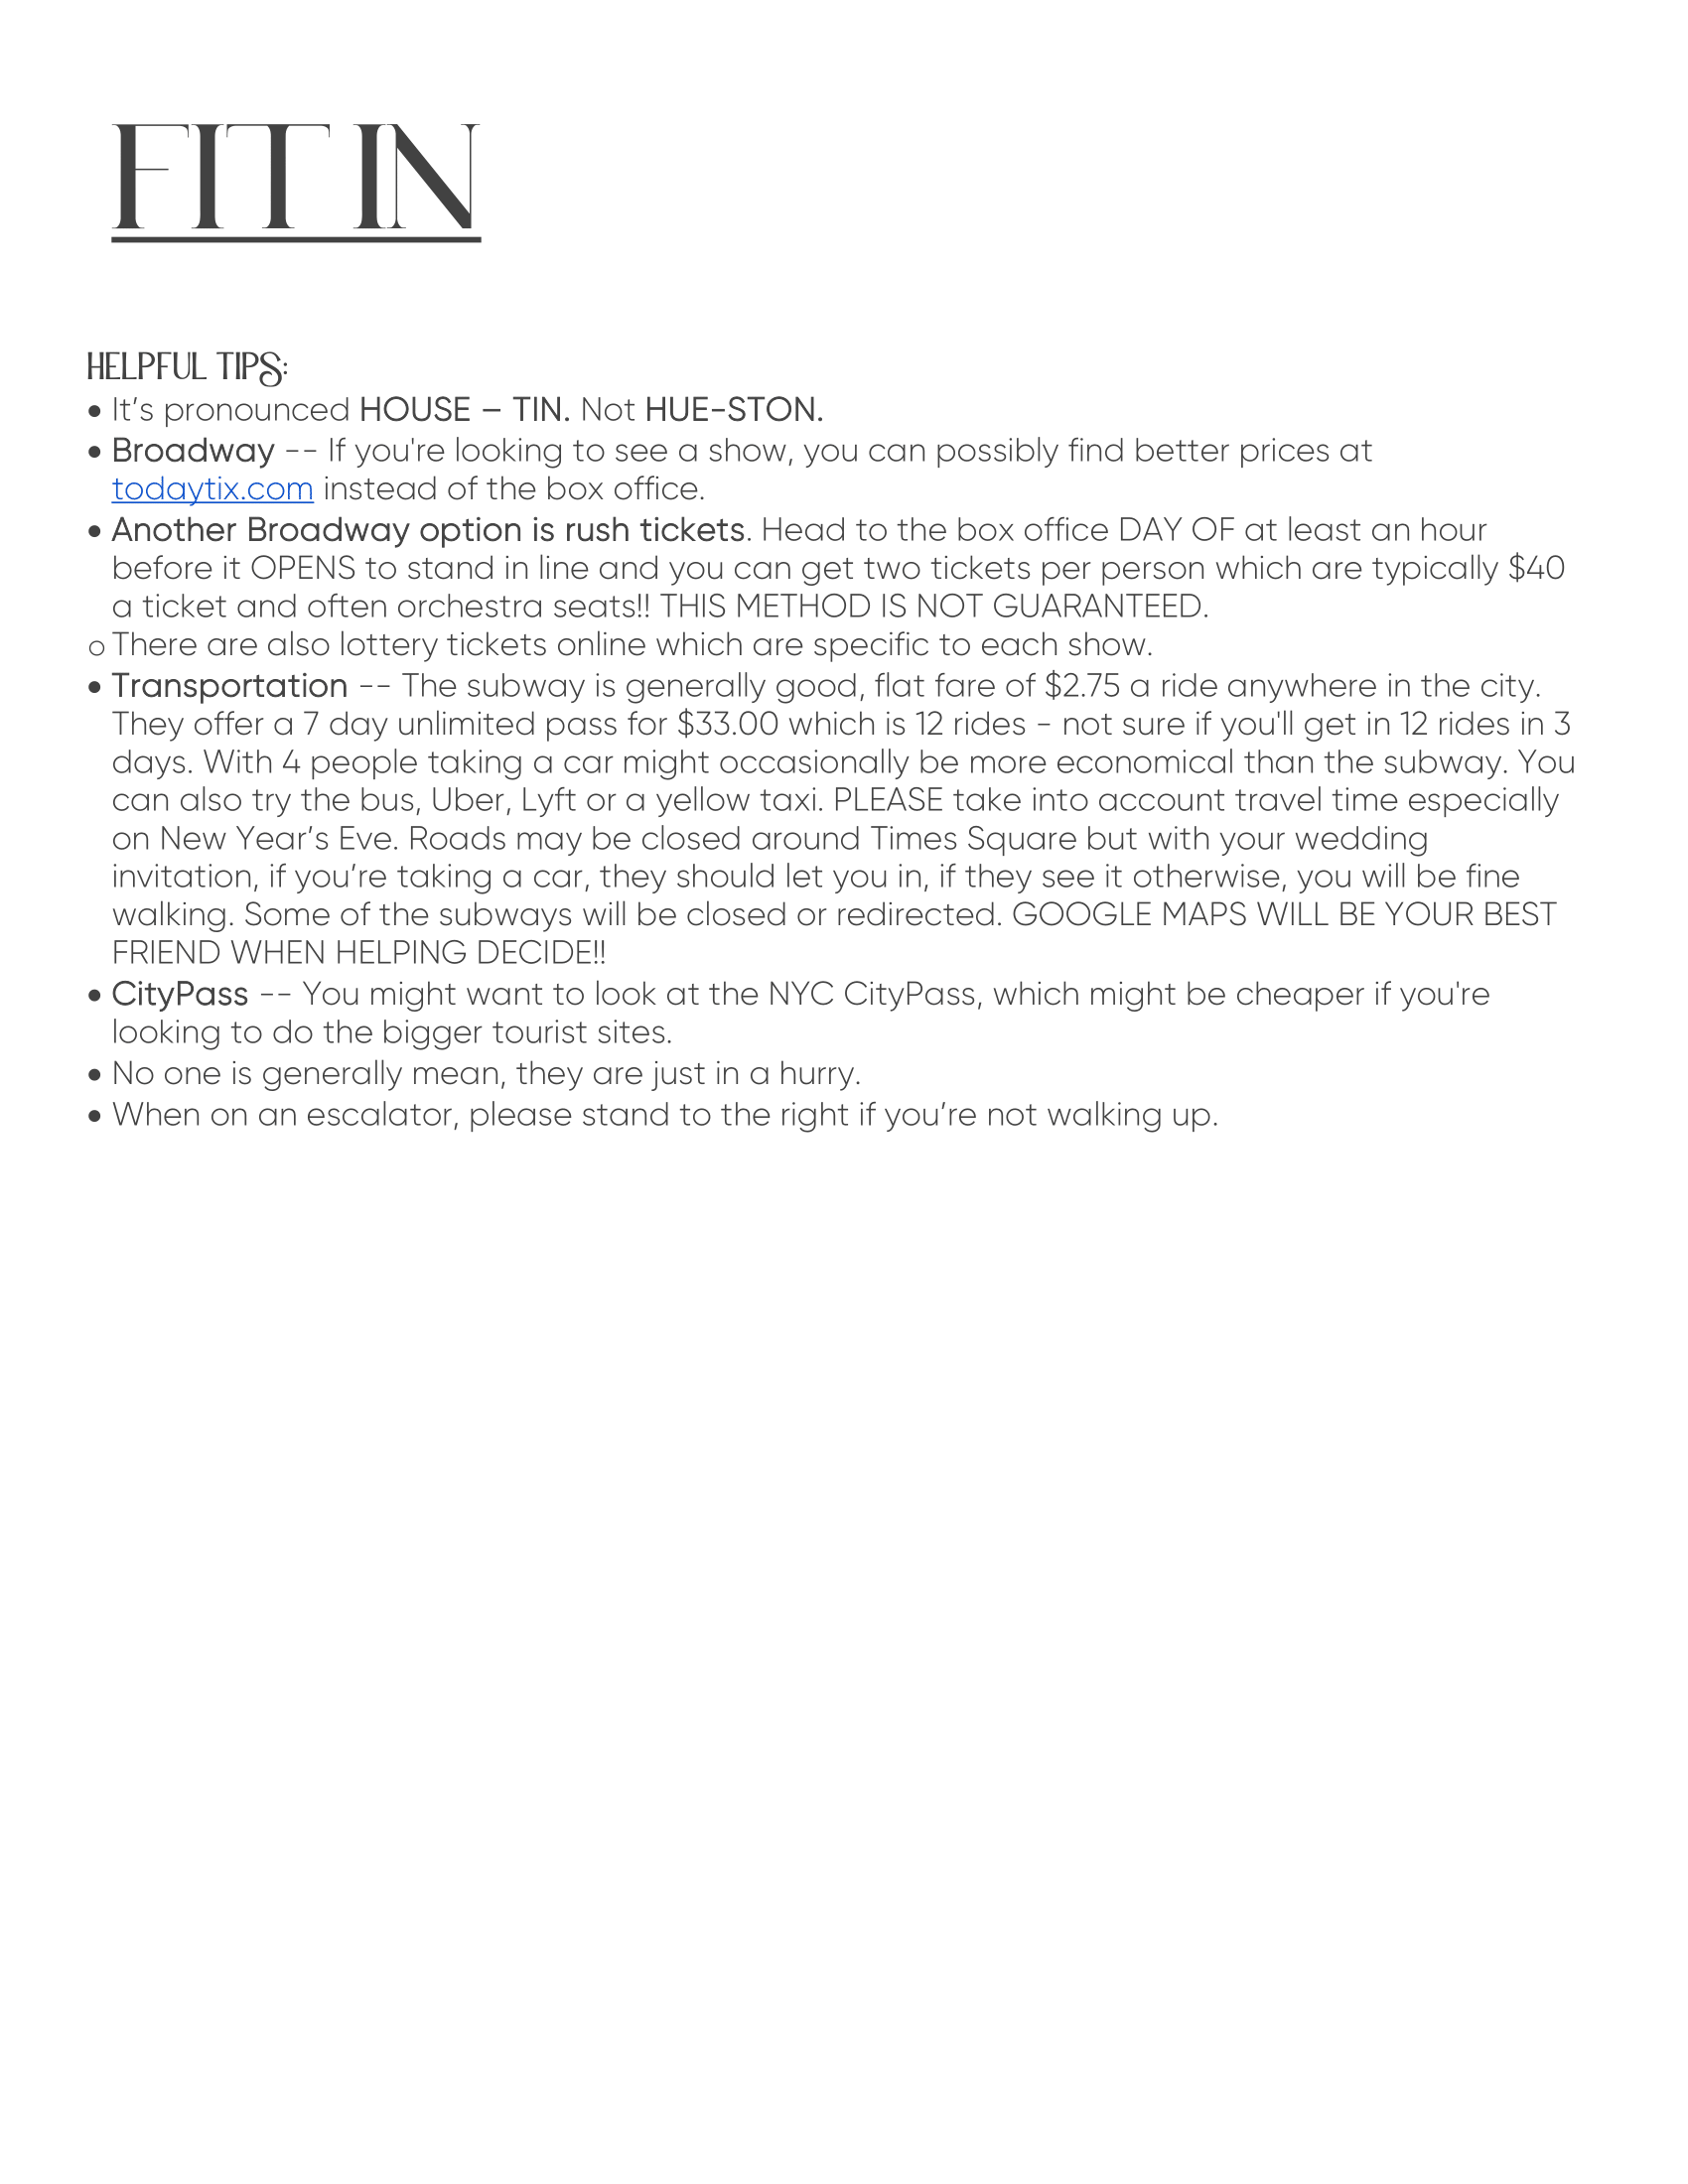 FIT IN
HELPFUL TIPS:
• It’s pronounced HOUSE – TIN. Not HUE-STON.
• Broadway -- If you're looking to see a show, you can possibly find better prices at
todaytix.com instead of the box office.
• Another Broadway option is rush tickets. Head to the box office DAY OF at least an hour
before it OPENS to stand in line and you can get two tickets per person which are typically $40
a ticket and often orchestra seats!! THIS METHOD IS NOT GUARANTEED.
o There are also lottery tickets online which are specific to each show.
• Transportation -- The subway is generally good, flat fare of $2.75 a ride anywhere in the city.
They offer a 7 day unlimited pass for $33.00 which is 12 rides - not sure if you'll get in 12 rides in 3
days. With 4 people taking a car might occasionally be more economical than the subway. You
can also try the bus, Uber, Lyft or a yellow taxi. PLEASE take into account travel time especially
on New Year’s Eve. Roads may be closed around Times Square but with your wedding
invitation, if you’re taking a car, they should let you in, if they see it otherwise, you will be fine
walking. Some of the subways will be closed or redirected. GOOGLE MAPS WILL BE YOUR BEST
FRIEND WHEN HELPING DECIDE!!
• CityPass -- You might want to look at the NYC CityPass, which might be cheaper if you're
looking to do the bigger tourist sites.
• No one is generally mean, they are just in a hurry.
• When on an escalator, please stand to the right if you’re not walking up.